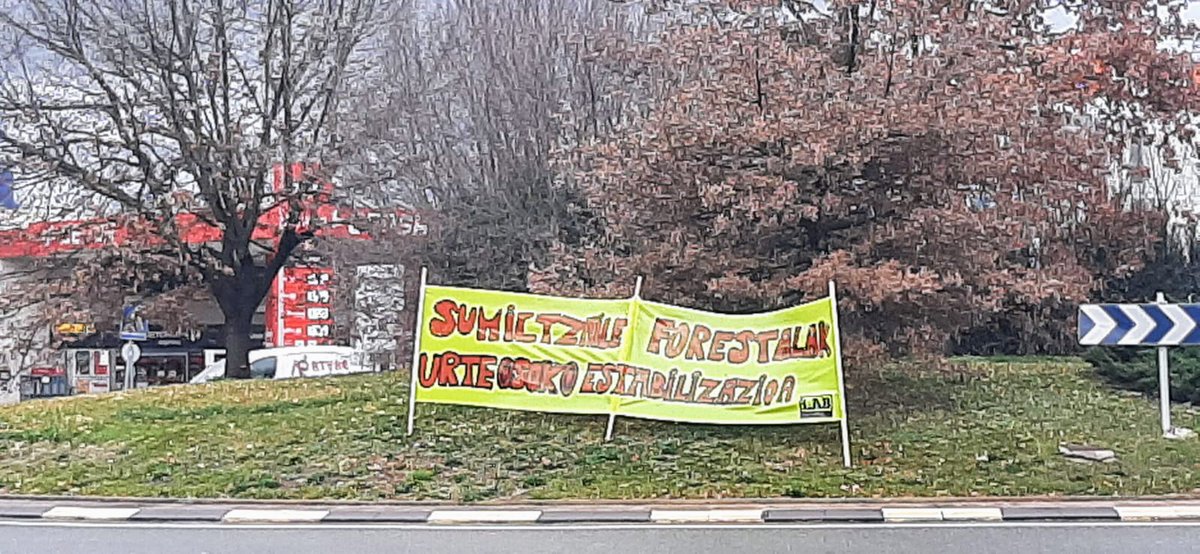 SUHILTZAILE FORESTALAK
URTE OSOKO ESTABILIZAZIOA
LAB